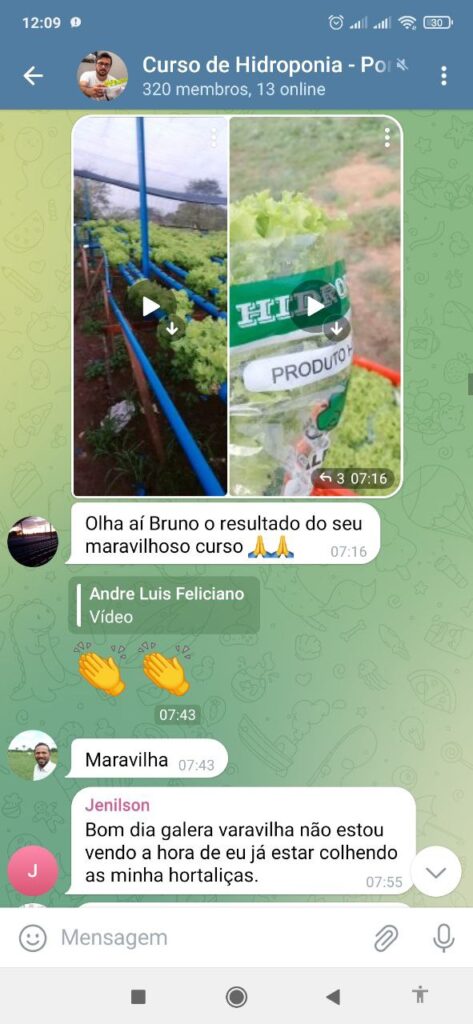 12:09
30
Curso de Hidroponia - Po
320 membros, 13 online
PRODUTO
3 07:16
Olha aí Bruno o resultado do seu
maravilhoso curso 🙏🙏
07:16
Andre Luis Feliciano
Vídeo
👏 👏
07:43
Maravilha 07:43
Jenilson
Bom dia galera varavilha não estou
vendo a hora de eu já estar colhendo
as minha hortaliças.
07:55
J
Mensagem